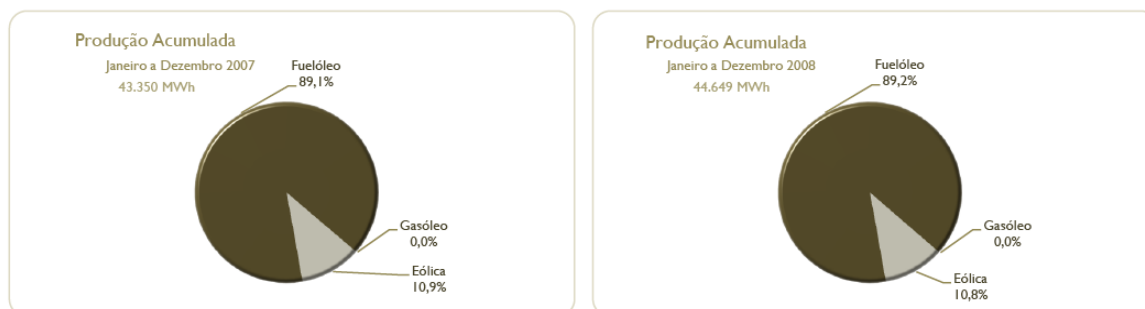 Produção Acumulada
Janeiro a Dezembro 2007
43.350 MWh
Fuelóleo
89,1%
Gasóleo
0,0%
Eólica
10,9%
Produção Acumulada
Janeiro a Dezembro 2008
44.649 MWh
Fuelóleo
89,2%
Gasóleo
0,0%
Eólica
10,8%